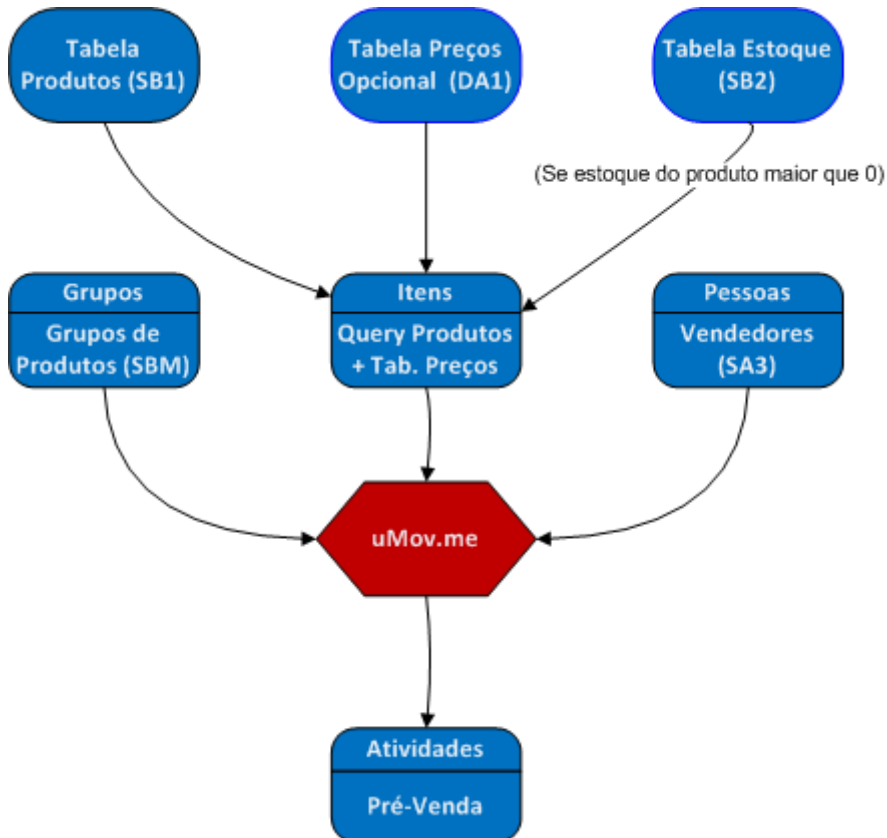 Tabela
Produtos (SB1)
Tabela Preços
Opcional (DA1)
Tabela Estoque
(SB2)
(Se estoque do produto maior que 0)
Grupos
Grupos de
Produtos (SBM)
Itens
Query Produtos
+ Tab. Preços
Pessoas
Vendedores
(SA3)
uMov.me
Atividades
Pré-Venda